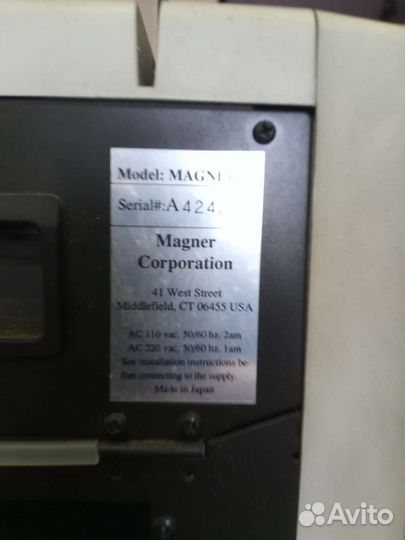 Model: MAGNE
Serial#: A424
Magner
Corporation
41 West Street
Middlefield, CT 06455 USA
AC 110 vac. 50/60 hz. 2am
AC 220 vac. 50/60 hz. 1am
See installation instructions be-
fore connecting to the supply.
Made in Japan
Avito